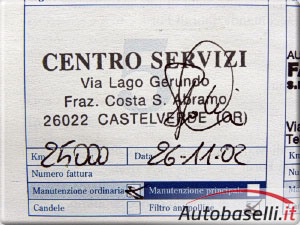 CENTRO SERVIZI
Via Lago Gerundo
Fraz. Costa S. Abramo
26022 CASTELVERDE (CR)
Km 25000 Data 26-11-02
Numero fattura
Manutenzione ordinaria Manutenzione principale
Candele Filtro antipolline
Autobaselli.it